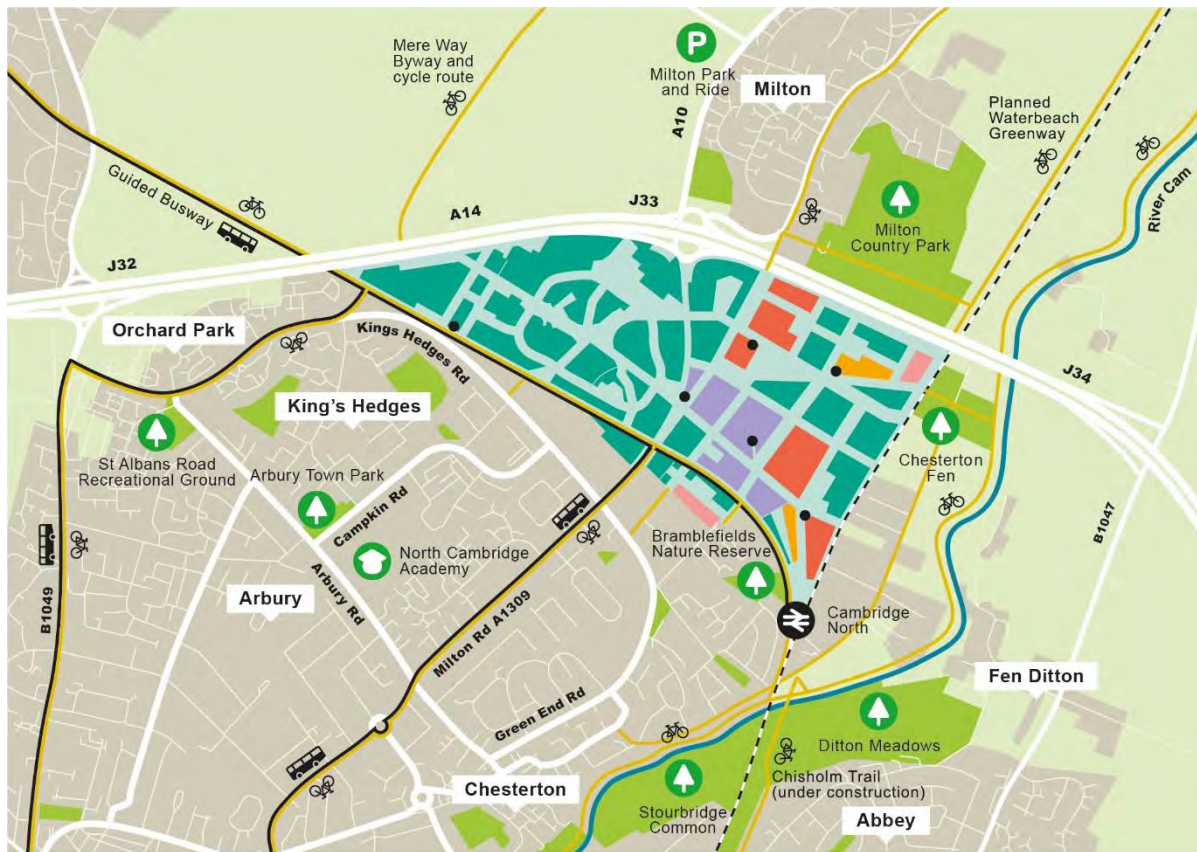 Mere Way
Byway and
cycle route
P
Milton Park
and Ride
Milton
A10
Planned
Waterbeach
Greenway
River Cam
Guided Busway
A14
J33
Milton
Country Park
J32
Orchard Park
Kings Hedges Rd
J34
King's Hedges
St Albans Road
Recreational Ground
Arbury Town Park
Campkin Rd
Chesterton
Fen
B1047
North Cambridge
Academy
Bramblefields
Nature Reserve
B1049
Arbury
Arbury Rd
Milton Rd A1309
Cambridge
North
Fen Ditton
Green End Rd
Ditton Meadows
Chesterton
Stourbridge
Common
Chisholm Trail
(under construction)
Abbey